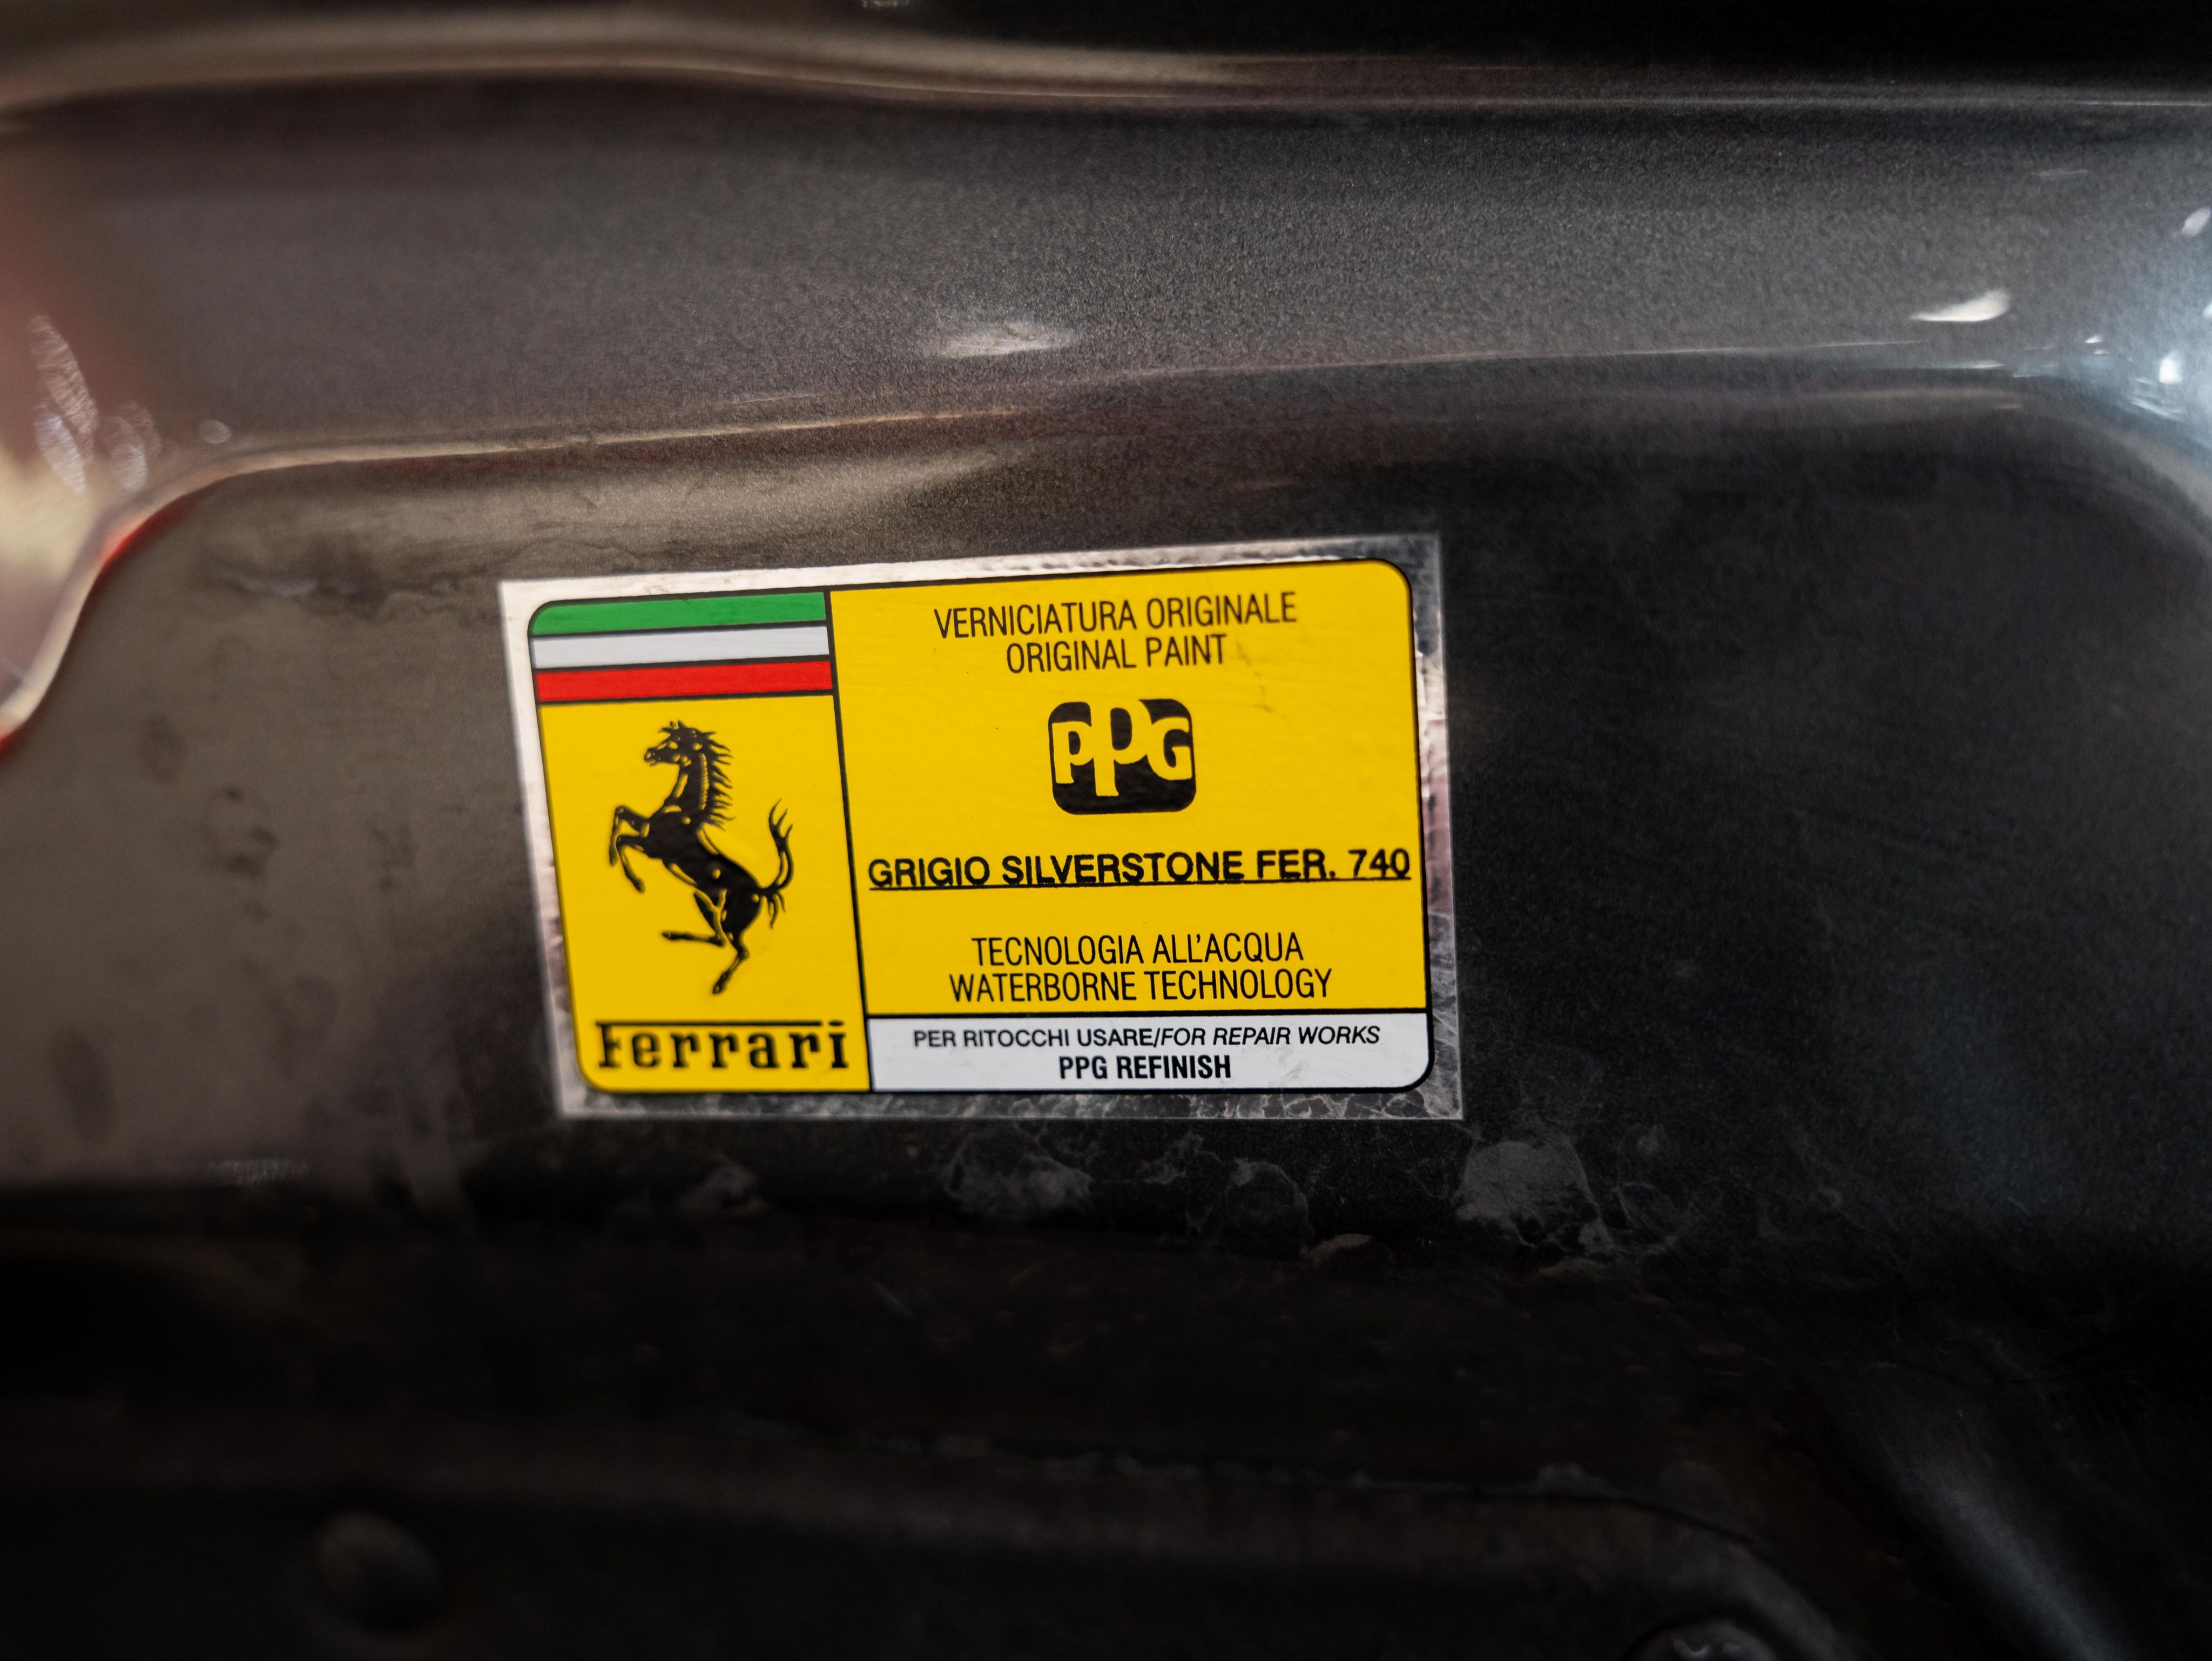 VERNICIATURA ORIGINALE
ORIGINAL PAINT
PPG
GRIGIO SILVERSTONE FER. 740
TECNOLOGIA ALL'ACQUA
WATERBORNE TECHNOLOGY
PER RITOCCHI USARE/FOR REPAIR WORKS
PPG REFINISH
Ferrari